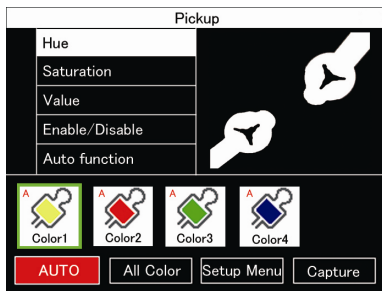 Pickup
Hue
Saturation
Value
Enable/Disable
Auto function
A A A A
Color1 Color2 Color3 Color4
AUTO All Color Setup Menu Capture